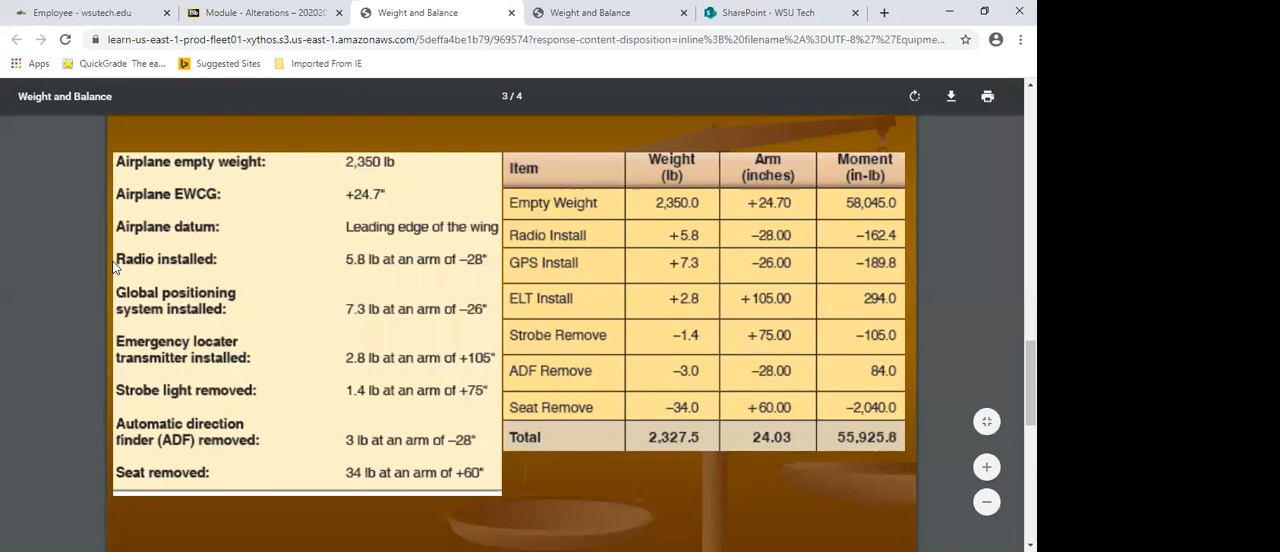 Employee - wsutech.edu
Module - Alterations – 202020
Weight and Balance
Weight and Balance
SharePoint - WSU Tech
learn-us-east-1-prod-fleet01-xythos.s3.us-east-1.amazonaws.com/5deffa4be1b79/969574?response-content-disposition=inline%3B%20filename%2A%3DUTF-8%27%27Equipme...
Apps
QuickGrade The ea...
Suggested Sites
Imported From IE
Weight and Balance
3 / 4
Airplane empty weight: 2,350 lb
Airplane EWCG: +24.7"
Airplane datum: Leading edge of the wing
Radio installed: 5.8 lb at an arm of –28"
Global positioning
system installed: 7.3 lb at an arm of –26"
Emergency locater
transmitter installed: 2.8 lb at an arm of +105"
Strobe light removed: 1.4 lb at an arm of +75"
Automatic direction
finder (ADF) removed: 3 lb at an arm of –28"
Seat removed: 34 lb at an arm of +60"
Item Weight (lb) Arm (inches) Moment (in-lb)
Empty Weight 2,350.0 +24.70 58,045.0
Radio Install +5.8 –28.00 –162.4
GPS Install +7.3 –26.00 –189.8
ELT Install +2.8 +105.00 294.0
Strobe Remove –1.4 +75.00 –105.0
ADF Remove –3.0 –28.00 84.0
Seat Remove –34.0 +60.00 –2,040.0
Total 2,327.5 24.03 55,925.8